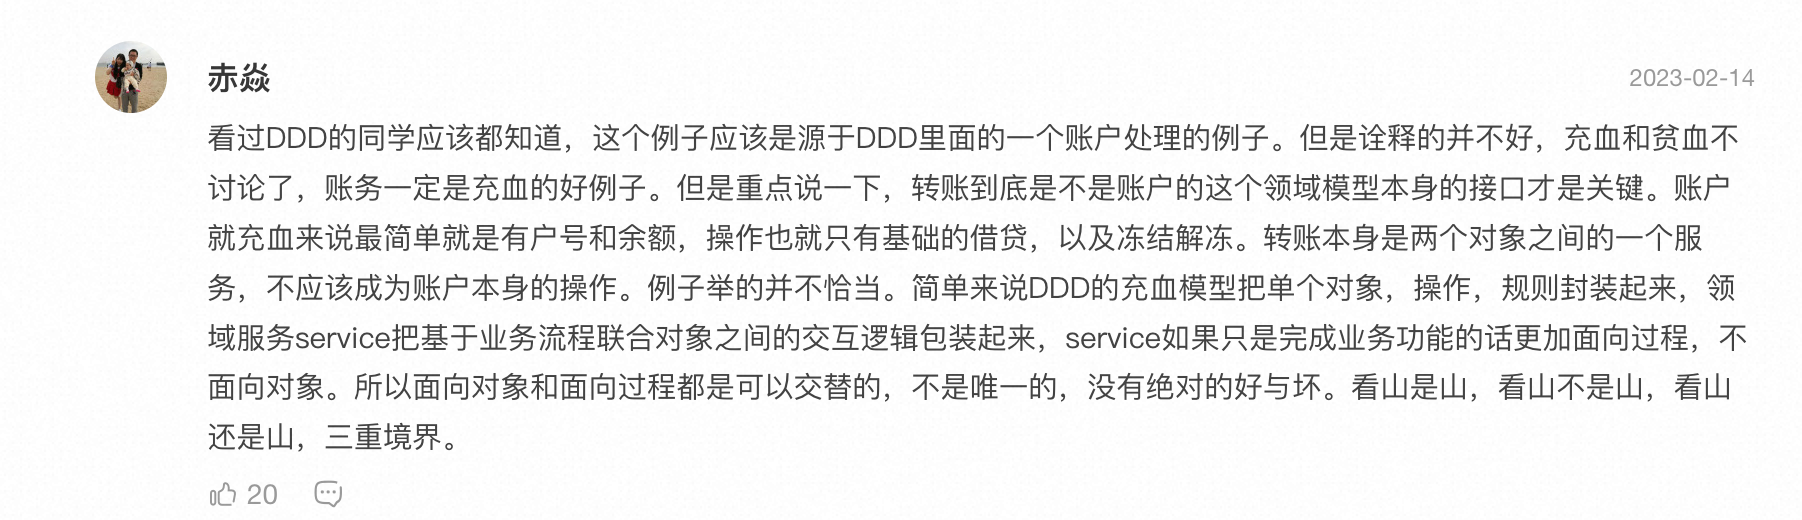 赤焱
2023-02-14
看过DDD的同学应该都知道，这个例子应该是源于DDD里面的一个账户处理的例子。但是诠释的并不好，充血和贫血不
讨论了，账务一定是充血的好例子。但是重点说一下，转账到底是不是账户的这个领域模型本身的接口才是关键。账户
就充血来说最简单就是有户号和余额，操作也就只有基础的借贷，以及冻结解冻。转账本身是两个对象之间的一个服
务，不应该成为账户本身的操作。例子举的并不恰当。简单来说DDD的充血模型把单个对象，操作，规则封装起来，领
域服务service把基于业务流程联合对象之间的交互逻辑包装起来，service如果只是完成业务功能的话更加面向过程，不
面向对象。所以面向对象和面向过程都是可以交替的，不是唯一的，没有绝对的好与坏。看山是山，看山不是山，看山
还是山，三重境界。
20